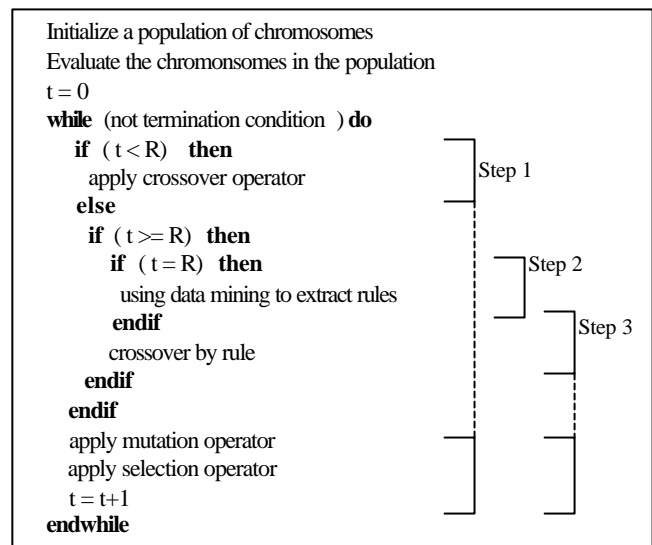 Initialize a population of chromosomes
Evaluate the chromonsomes in the population
t = 0
while (not termination condition ) do
if ( t < R) then
apply crossover operator
else
if ( t >= R) then
if ( t = R) then
using data mining to extract rules
endif
crossover by rule
endif
endif
apply mutation operator
apply selection operator
t = t+1
endwhile
Step 1
Step 2
Step 3